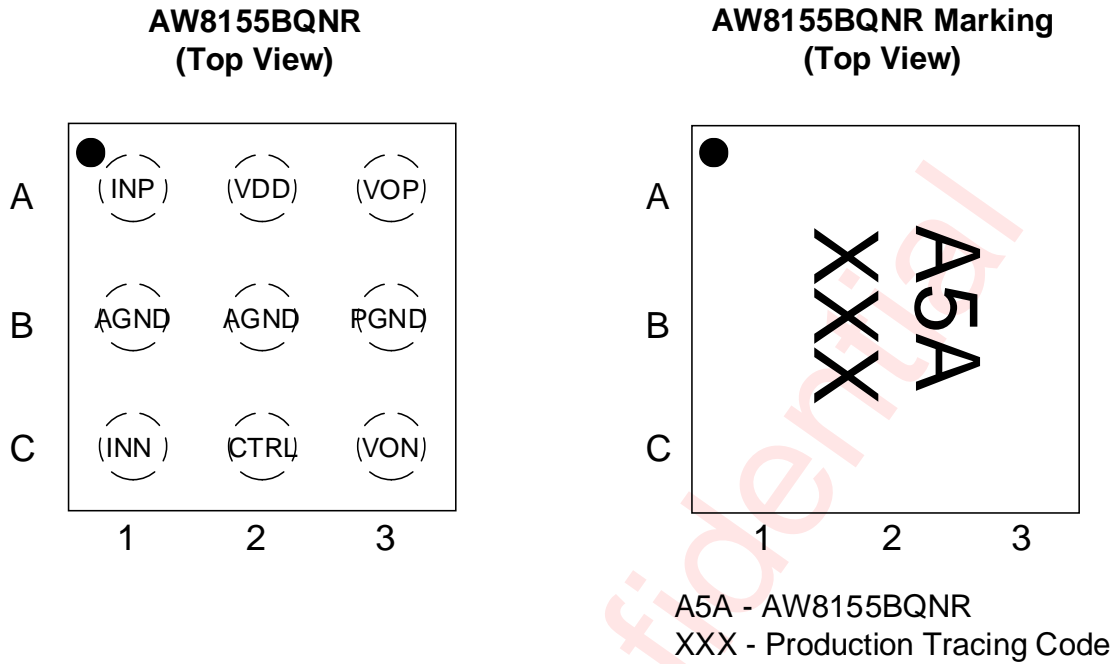 AW8155BQNR
(Top View)
A INP VDD VOP
B AGND AGND PGND
C INN CTRL VON
1 2 3
AW8155BQNR Marking
(Top View)
A
B
C
A5A
XXX
1 2 3
A5A - AW8155BQNR
XXX - Production Tracing Code